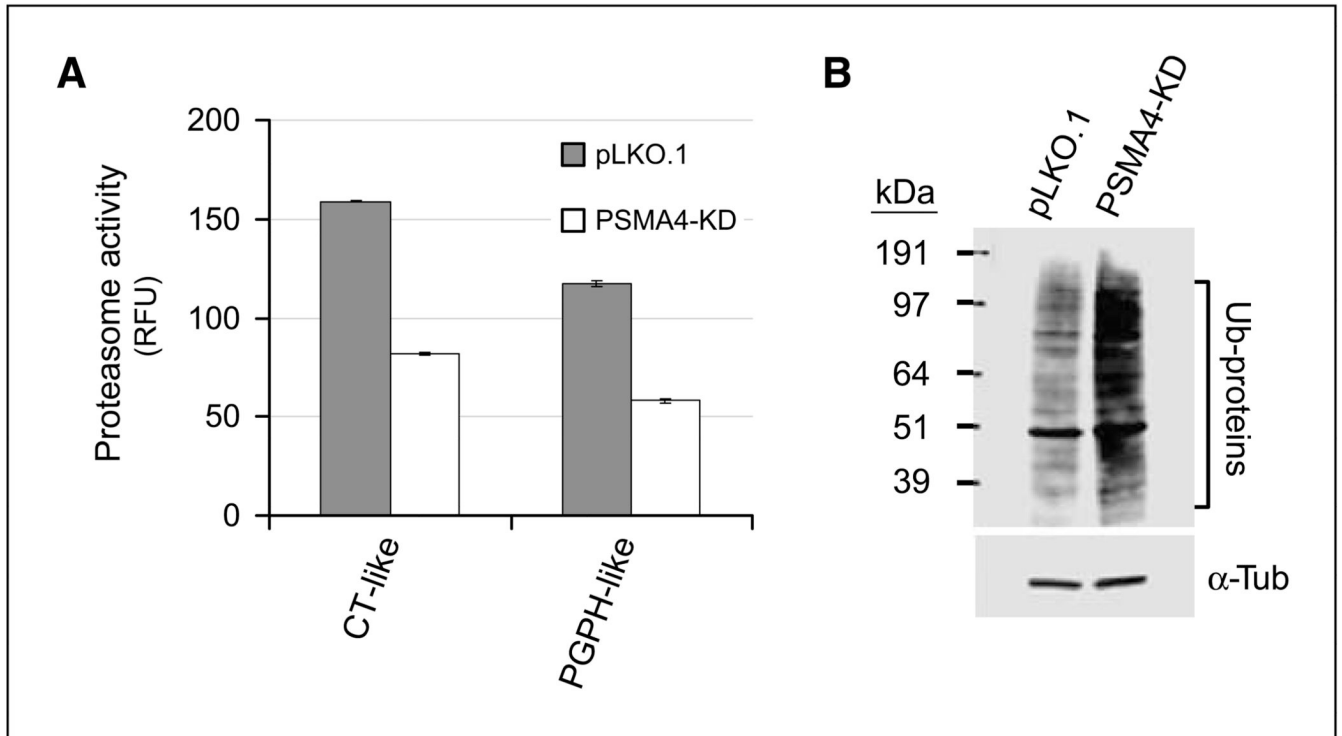 A
Proteasome activity
(RFU)
200
150
100
50
0
pLKO.1
PSMA4-KD
CT-like
PGPH-like
B
kDa
pLKO.1
PSMA4-KD
191
97
64
51
39
Ub-proteins
α-Tub